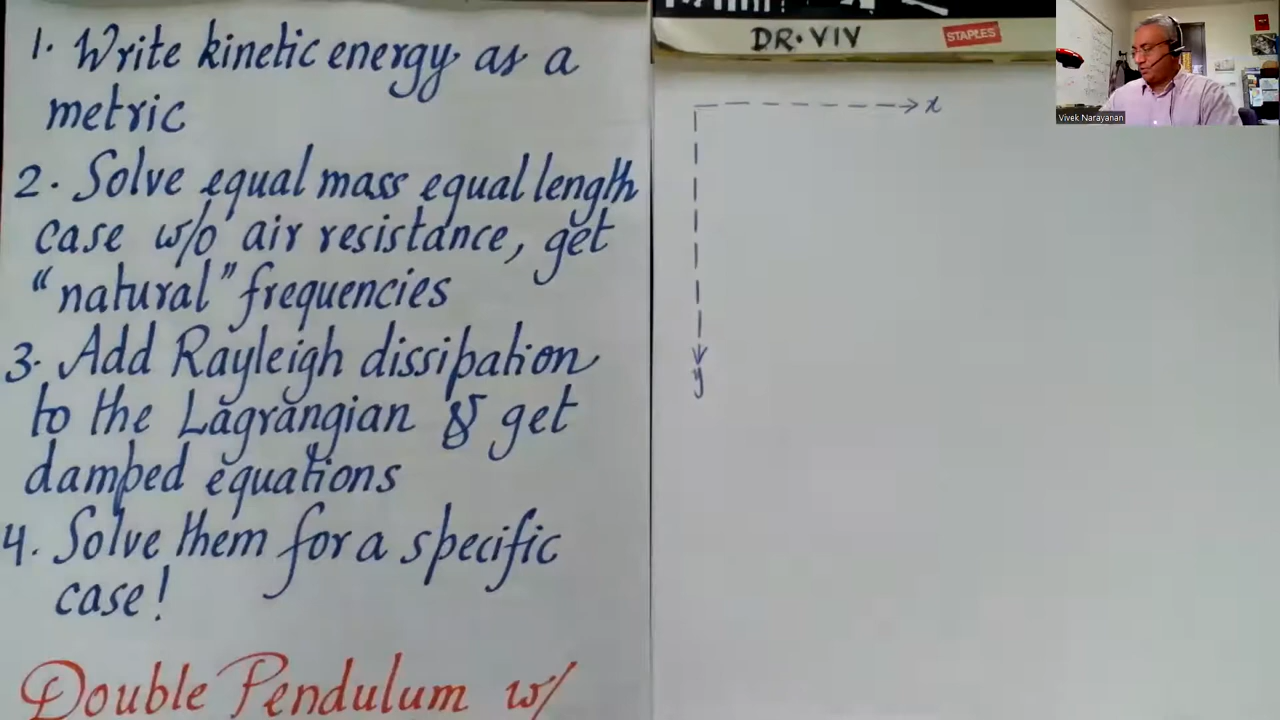 1. Write kinetic energy as a
metric
2. Solve equal mass equal length
case w/o air resistance, get
"natural" frequencies
3. Add Rayleigh dissipation
to the Lagrangian & get
damped equations
4. Solve them for a specific
case!
Double Pendulum w/
DR. VIV
STAPLES
x
y
Vivek Narayanan